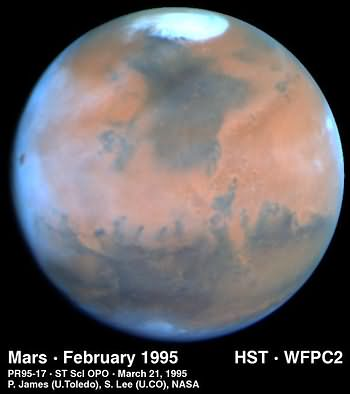 Mars · February 1995 HST · WFPC2
PR95-17 · ST ScI OPO · March 21, 1995
P. James (U.Toledo), S. Lee (U.CO), NASA